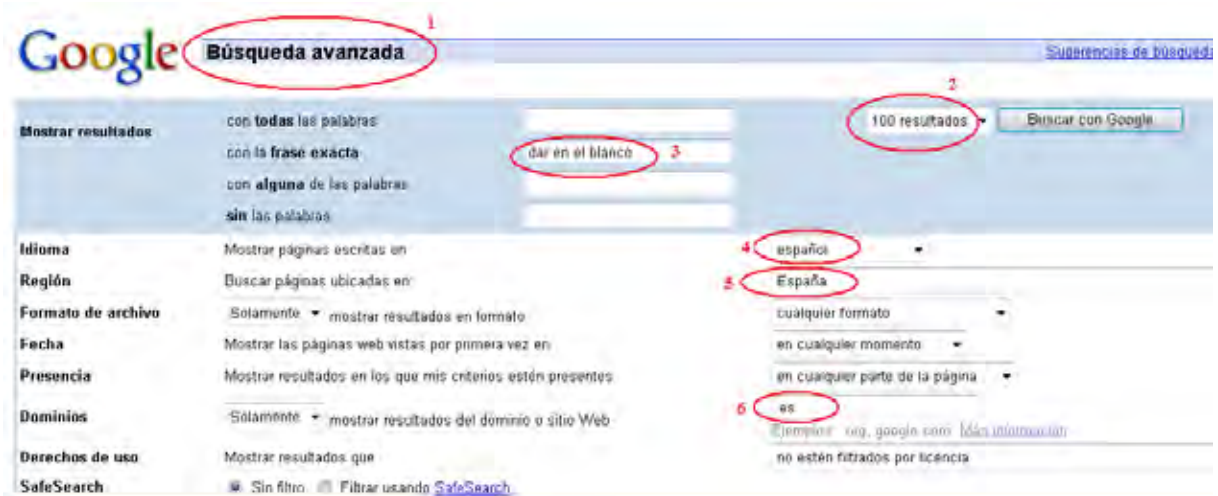 1
Google Búsqueda avanzada
Sugerencias de búsqueda
2
Mostrar resultados con todas las palabras 100 resultados Buscar con Google
con la frase exacta dar en el blanco 3
con alguna de las palabras
sin las palabras
Idioma Mostrar páginas escritas en 4 español
Región Buscar páginas ubicadas en: 5 España
Formato de archivo Solamente mostrar resultados en formato cualquier formato
Fecha Mostrar las páginas web vistas por primera vez en en cualquier momento
Presencia Mostrar resultados en los que mis criterios estén presentes en cualquier parte de la página
Dominios Solamente mostrar resultados del dominio o sitio Web 6 es
Ejemplos: .org, google.com Más información
Derechos de uso Mostrar resultados que no estén filtrados por licencia
SafeSearch Sin filtro Filtrar usando SafeSearch